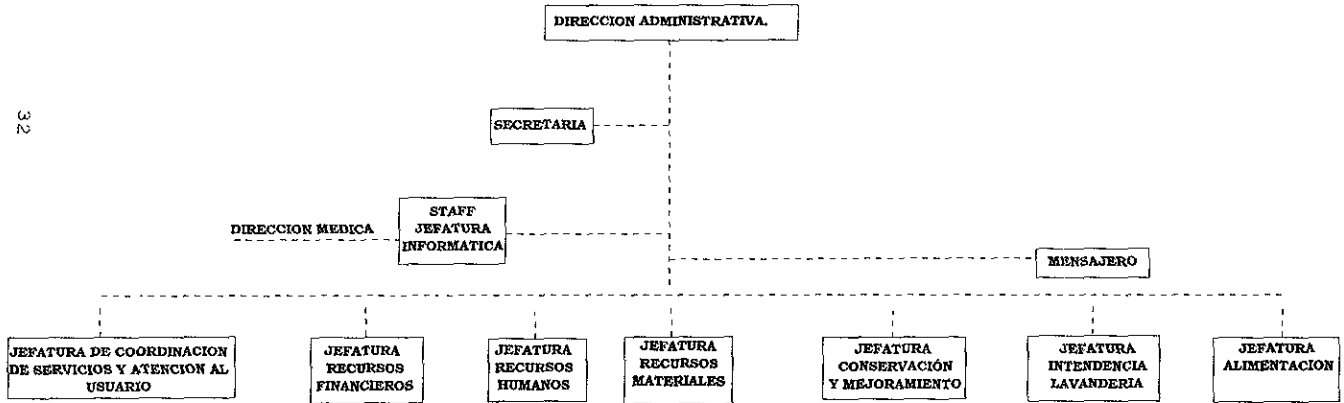 DIRECCION ADMINISTRATIVA.
32
SECRETARIA
STAFF
JEFATURA
INFORMATICA
DIRECCION MEDICA
MENSAJERO
JEFATURA DE COORDINACION
DE SERVICIOS Y ATENCION AL
USUARIO
JEFATURA
RECURSOS
FINANCIEROS
JEFATURA
RECURSOS
HUMANOS
JEFATURA
RECURSOS
MATERIALES
JEFATURA
CONSERVACIÓN
Y MEJORAMIENTO
JEFATURA
INTENDENCIA
LAVANDERIA
JEFATURA
ALIMENTACION